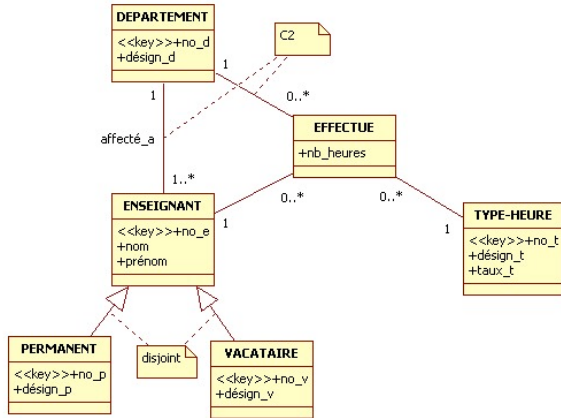 DEPARTEMENT
<<key>>+no_d
+désign_d
C2
1
1
0..*
affecté_a
EFFECTUE
+nb_heures
1..*
0..*
0..*
ENSEIGNANT
<<key>>+no_e
+nom
+prénom
1
1
TYPE-HEURE
<<key>>+no_t
+désign_t
+taux_t
PERMANENT
<<key>>+no_p
+désign_p
disjoint
VACATAIRE
<<key>>+no_v
+désign_v